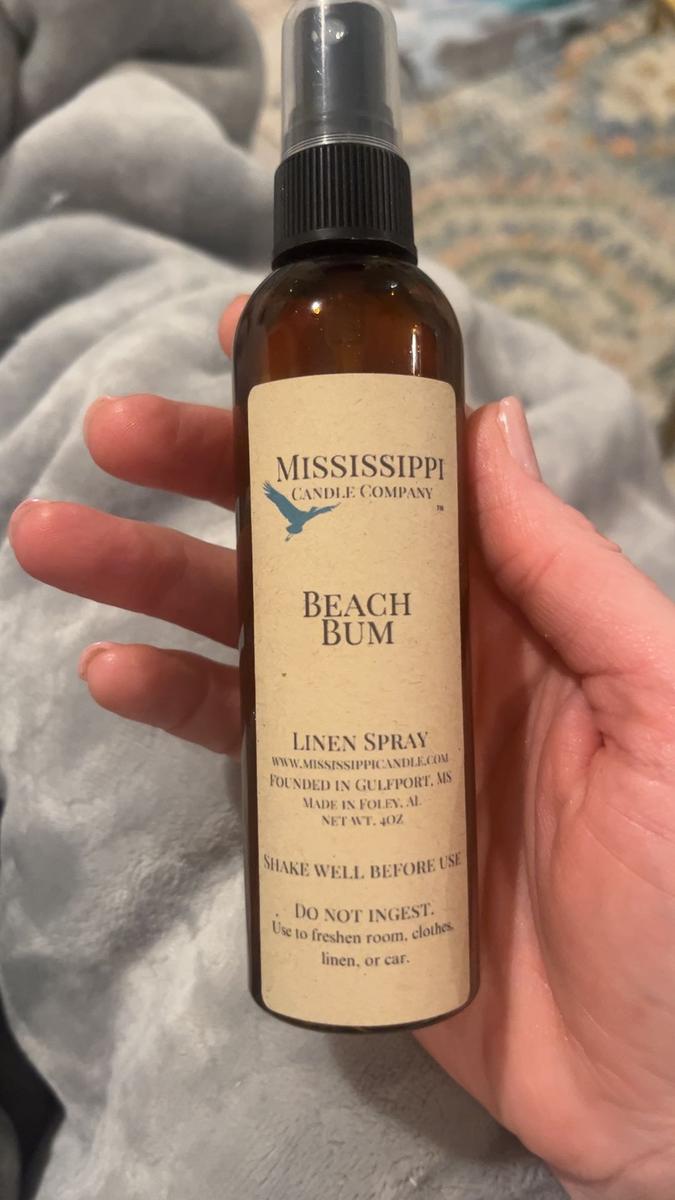 MISSISSIPPI
CANDLE COMPANY
™
BEACH
BUM
LINEN SPRAY
WWW.MISSISSIPPICANDLE.COM
FOUNDED IN GULFPORT, MS
MADE IN FOLEY, AL
NET WT. 4OZ
SHAKE WELL BEFORE USE
DO NOT INGEST.
Use to freshen room, clothes,
linen, or car.